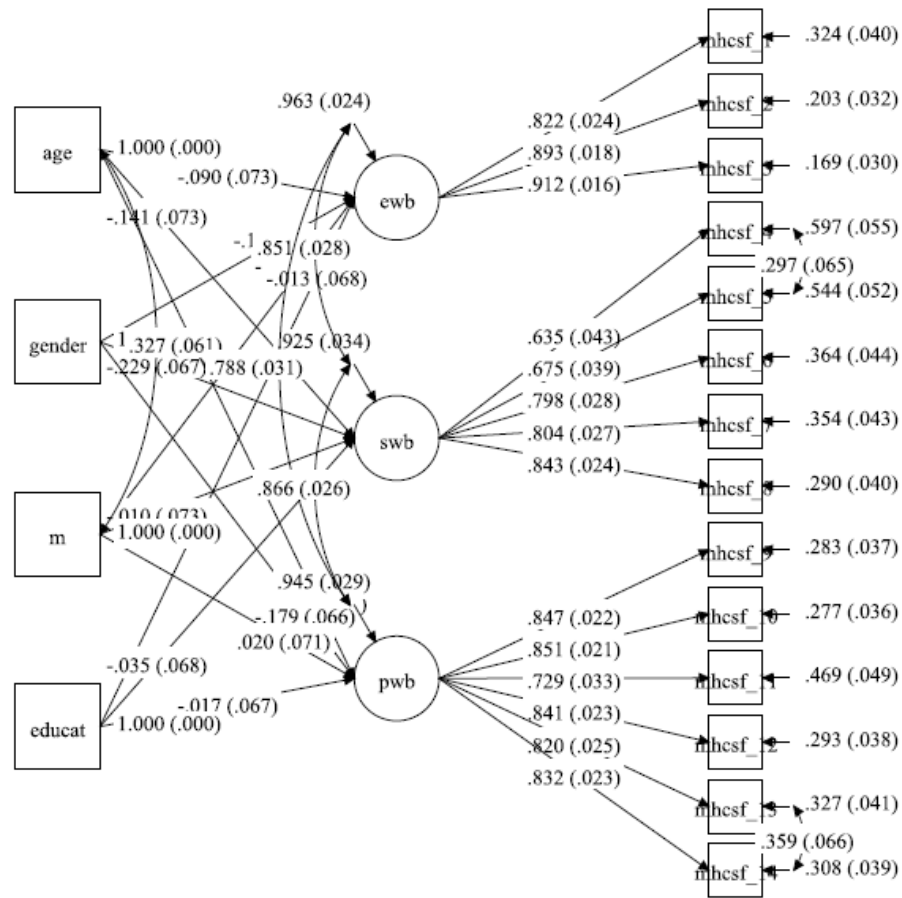 age
gender
m
educat
1.000 (.000)
-.141 (.073)
-.229 (.067)
.327 (.061)
1.000 (.000)
-.035 (.068)
1.000 (.000)
.963 (.024)
-.090 (.073)
.851 (.028)
-.013 (.068)
.925 (.034)
.788 (.031)
.866 (.026)
.945 (.029)
-.179 (.066)
.020 (.071)
-.017 (.067)
ewb
swb
pwb
.822 (.024)
.893 (.018)
.912 (.016)
.635 (.043)
.675 (.039)
.798 (.028)
.804 (.027)
.843 (.024)
.847 (.022)
.851 (.021)
.729 (.033)
.841 (.023)
.820 (.025)
.832 (.023)
mhcsf_1 .324 (.040)
mhcsf_2 .203 (.032)
mhcsf_3 .169 (.030)
mhcsf_4 .597 (.055)
.297 (.065)
mhcsf_5 .544 (.052)
mhcsf_6 .364 (.044)
mhcsf_7 .354 (.043)
mhcsf_8 .290 (.040)
mhcsf_9 .283 (.037)
mhcsf_10 .277 (.036)
mhcsf_11 .469 (.049)
mhcsf_12 .293 (.038)
mhcsf_13 .327 (.041)
.359 (.066)
mhcsf_14 .308 (.039)